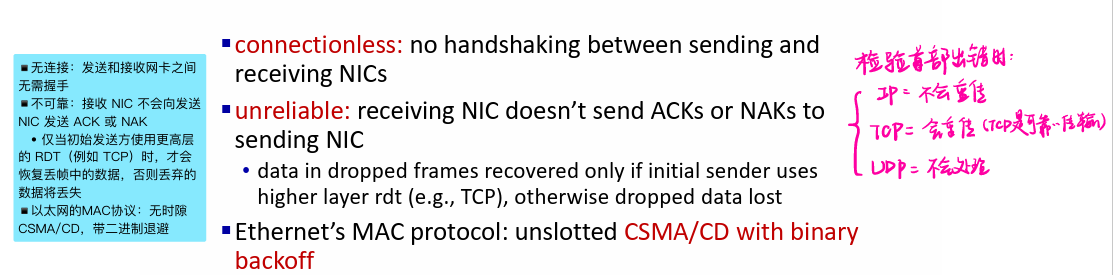 ■无连接：发送和接收网卡之间
无需握手
■不可靠：接收 NIC 不会向发送
NIC 发送 ACK 或 NAK
• 仅当初始发送方使用更高层
的 RDT（例如 TCP）时，才会
恢复丢帧中的数据，否则丢弃的
数据将丢失
■以太网的MAC协议：无时隙
CSMA/CD，带二进制退避
▪connectionless: no handshaking between sending and
receiving NICs
▪unreliable: receiving NIC doesn’t send ACKs or NAKs to
sending NIC
• data in dropped frames recovered only if initial sender uses
higher layer rdt (e.g., TCP), otherwise dropped data lost
▪Ethernet’s MAC protocol: unslotted CSMA/CD with binary
backoff
检验首部出错时:
IP = 不会重传
TCP = 会重传 (TCP是可靠传输)
UDP = 不会处理